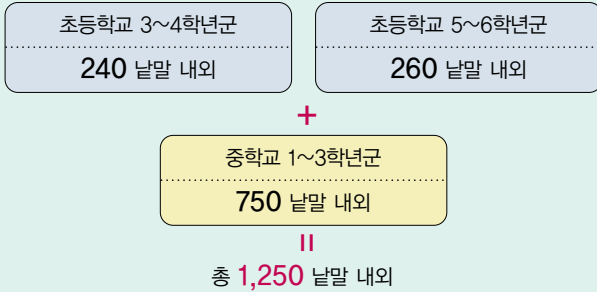 초등학교 3~4학년군
240 낱말 내외
초등학교 5~6학년군
260 낱말 내외
+
중학교 1~3학년군
750 낱말 내외
=
총 1,250 낱말 내외